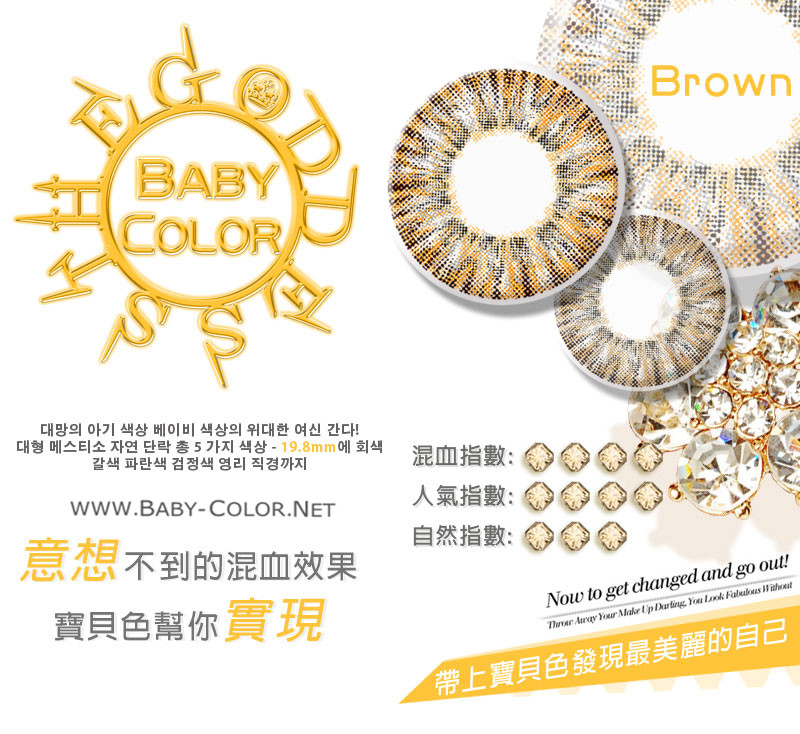 THE GODDESS
BABY
COLOR
Brown
대망의 아기 색상 베이비 색상의 위대한 여신 간다!
대형 메스티소 자연 단락 총 5 가지 색상 - 19.8mm에 회색
갈색 파란색 검정색 영리 직경까지
WWW.BABY-COLOR.NET
意想不到的混血效果
寶貝色幫你實現
混血指數:
人氣指數:
自然指數:
Now to get changed and go out!
Throw Away Your Make Up Darling, You Look Fabulous Without
帶上寶貝色發現最美麗的自己